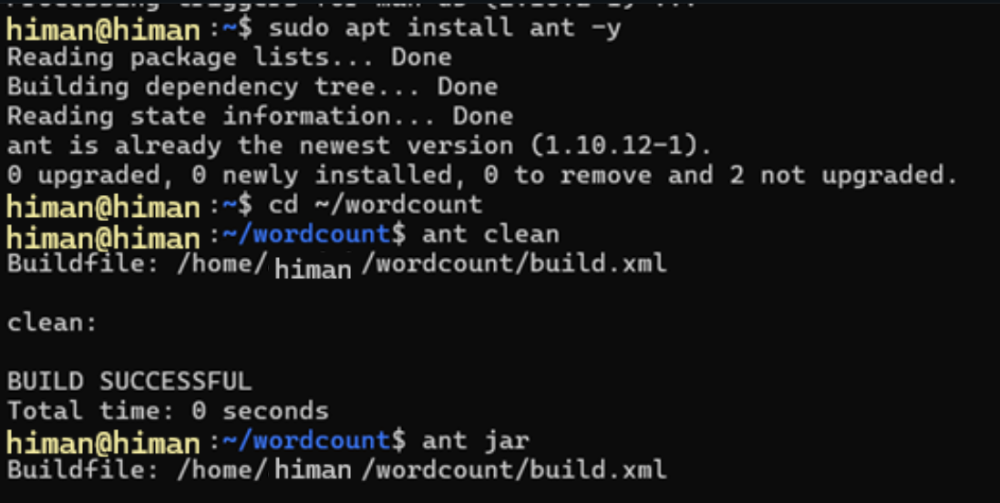 himan@himan:~$ sudo apt install ant -y
Reading package lists... Done
Building dependency tree... Done
Reading state information... Done
ant is already the newest version (1.10.12-1).
0 upgraded, 0 newly installed, 0 to remove and 2 not upgraded.
himan@himan:~$ cd ~/wordcount
himan@himan:~/wordcount$ ant clean
Buildfile: /home/himan/wordcount/build.xml
clean:
BUILD SUCCESSFUL
Total time: 0 seconds
himan@himan:~/wordcount$ ant jar
Buildfile: /home/himan/wordcount/build.xml